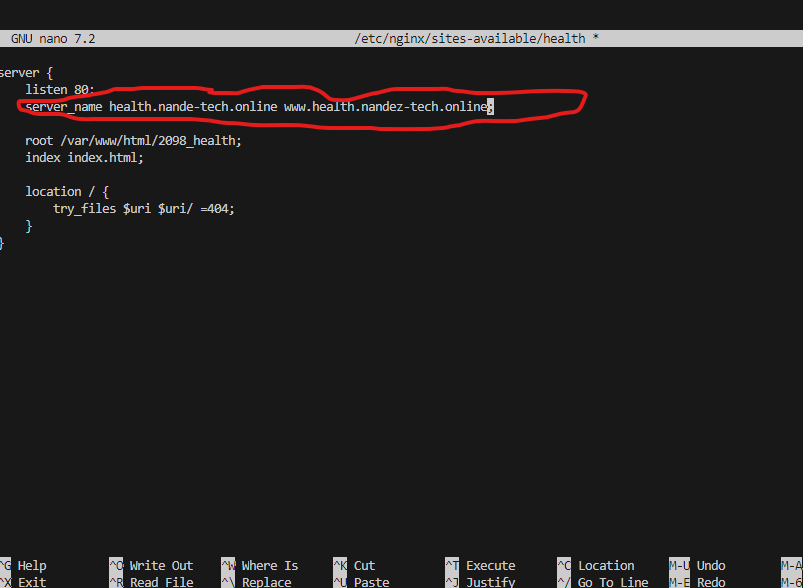 GNU nano 7.2 /etc/nginx/sites-available/health *
server {
listen 80;
server_name health.nande-tech.online www.health.nandez-tech.online;
root /var/www/html/2098_health;
index index.html;
location / {
try_files $uri $uri/ =404;
}
}
^G Help ^O Write Out ^W Where Is ^K Cut ^T Execute ^C Location M-U Undo M-A
^X Exit ^R Read File ^\ Replace ^U Paste ^J Justify ^/ Go To Line M-E Redo M-6